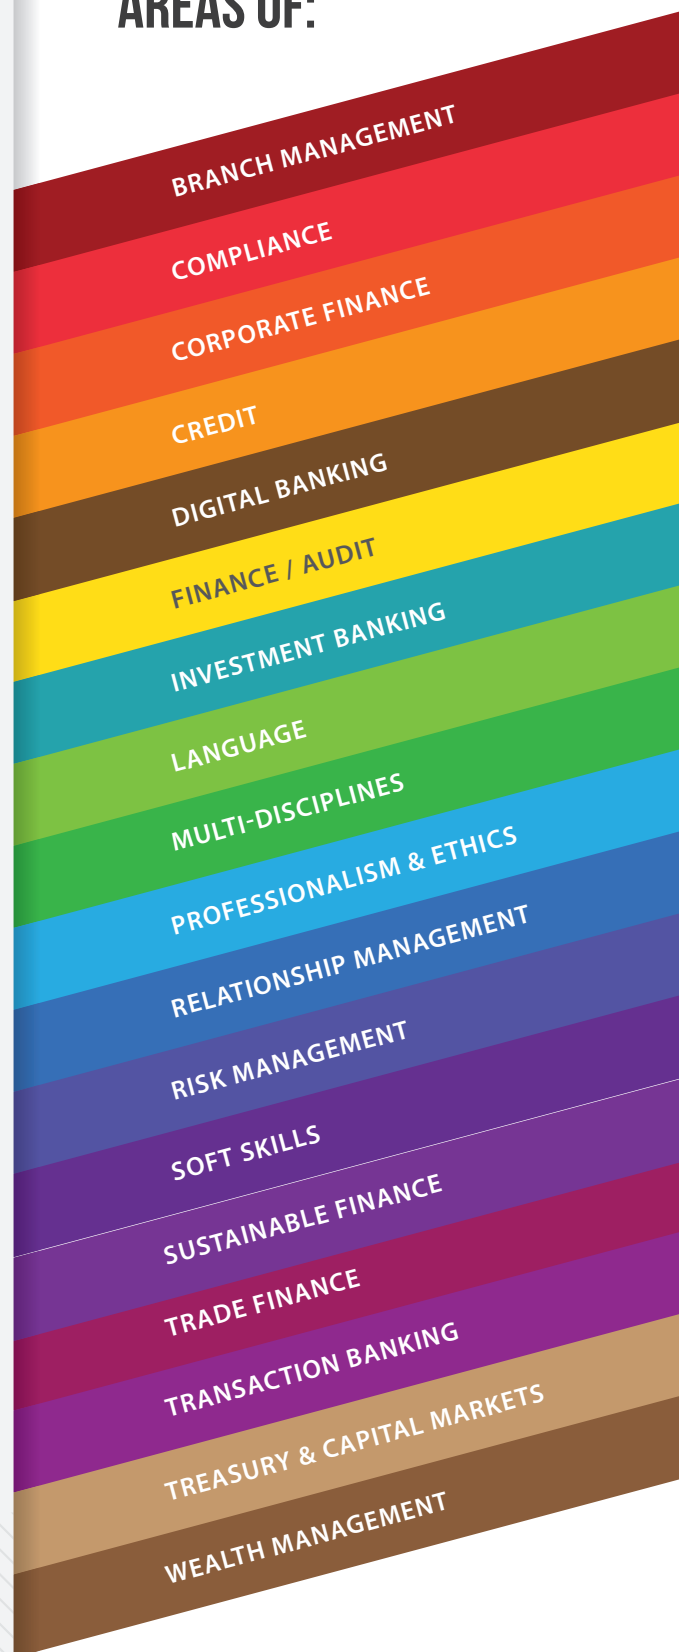 AREAS OF:
BRANCH MANAGEMENT
COMPLIANCE
CORPORATE FINANCE
CREDIT
DIGITAL BANKING
FINANCE / AUDIT
INVESTMENT BANKING
LANGUAGE
MULTI-DISCIPLINES
PROFESSIONALISM & ETHICS
RELATIONSHIP MANAGEMENT
RISK MANAGEMENT
SOFT SKILLS
SUSTAINABLE FINANCE
TRADE FINANCE
TRANSACTION BANKING
TREASURY & CAPITAL MARKETS
WEALTH MANAGEMENT